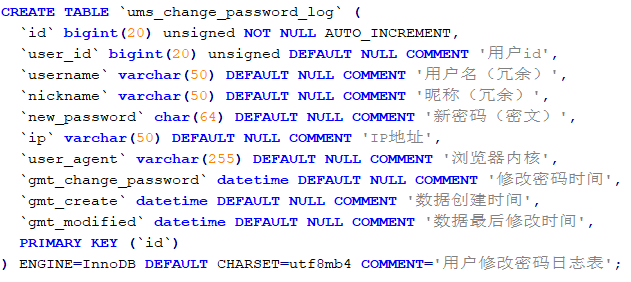 CREATE TABLE `ums_change_password_log` (
  `id` bigint(20) unsigned NOT NULL AUTO_INCREMENT,
  `user_id` bigint(20) unsigned DEFAULT NULL COMMENT '用户id',
  `username` varchar(50) DEFAULT NULL COMMENT '用户名（冗余）',
  `nickname` varchar(50) DEFAULT NULL COMMENT '昵称（冗余）',
  `new_password` char(64) DEFAULT NULL COMMENT '新密码（密文）',
  `ip` varchar(50) DEFAULT NULL COMMENT 'IP地址',
  `user_agent` varchar(255) DEFAULT NULL COMMENT '浏览器内核',
  `gmt_change_password` datetime DEFAULT NULL COMMENT '修改密码时间',
  `gmt_create` datetime DEFAULT NULL COMMENT '数据创建时间',
  `gmt_modified` datetime DEFAULT NULL COMMENT '数据最后修改时间',
  PRIMARY KEY (`id`)
) ENGINE=InnoDB DEFAULT CHARSET=utf8mb4 COMMENT='用户修改密码日志表';